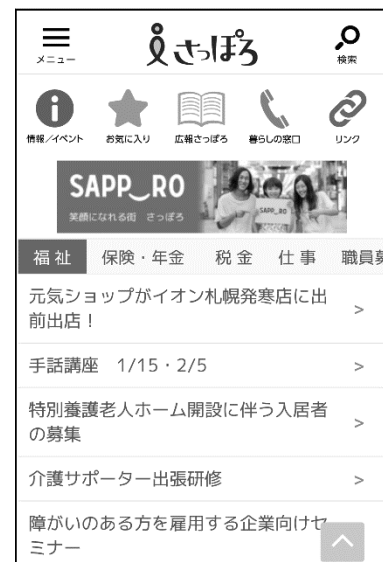 メニュー
さっぽろ
検索
情報/イベント
お気に入り
広報さっぽろ
暮らしの窓口
リンク
SAPP‿RO
笑顔になれる街 さっぽろ
SAPP‿RO
福祉
保険・年金
税金
仕事
職員募
元気ショップがイオン札幌発寒店に出
前出店！
>
手話講座 1/15・2/5
>
特別養護老人ホーム開設に伴う入居者
の募集
>
介護サポーター出張研修
>
障がいのある方を雇用する企業向けセ
ミナー